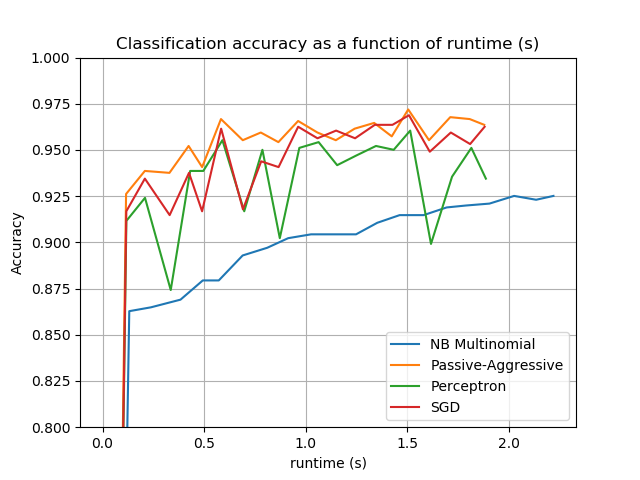 Classification accuracy as a function of runtime (s)
1.000
0.975
0.950
0.925
0.900
0.875
0.850
0.825
0.800
Accuracy
0.0 0.5 1.0 1.5 2.0
runtime (s)
NB Multinomial
Passive-Aggressive
Perceptron
SGD